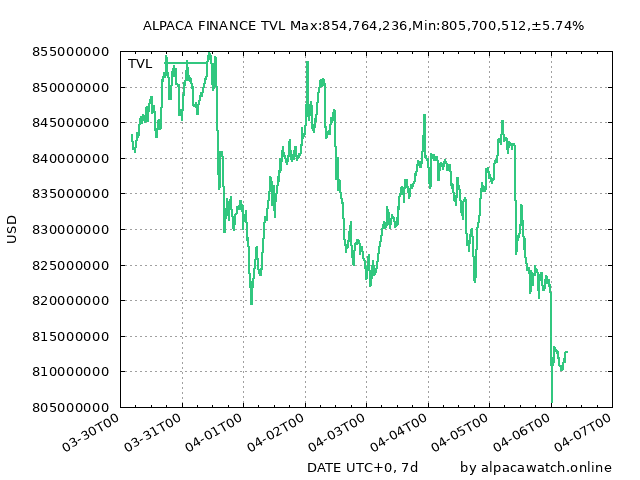 ALPACA FINANCE TVL Max:854,764,236,Min:805,700,512,±5.74%
855000000
TVL
850000000
845000000
840000000
835000000
830000000
825000000
820000000
815000000
810000000
805000000
USD
03-30T00
03-31T00
04-01T00
04-02T00
04-03T00
04-04T00
04-05T00
04-06T00
04-07T00
DATE UTC+0, 7d
by alpacawatch.online